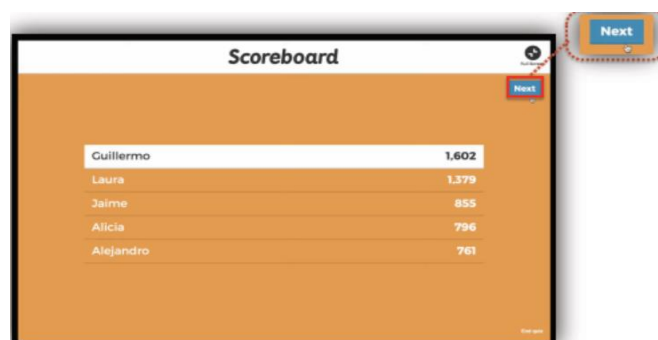 Next
Scoreboard
Next
Guillermo 1,602
Laura 1,379
Jaime 855
Alicia 796
Alejandro 761